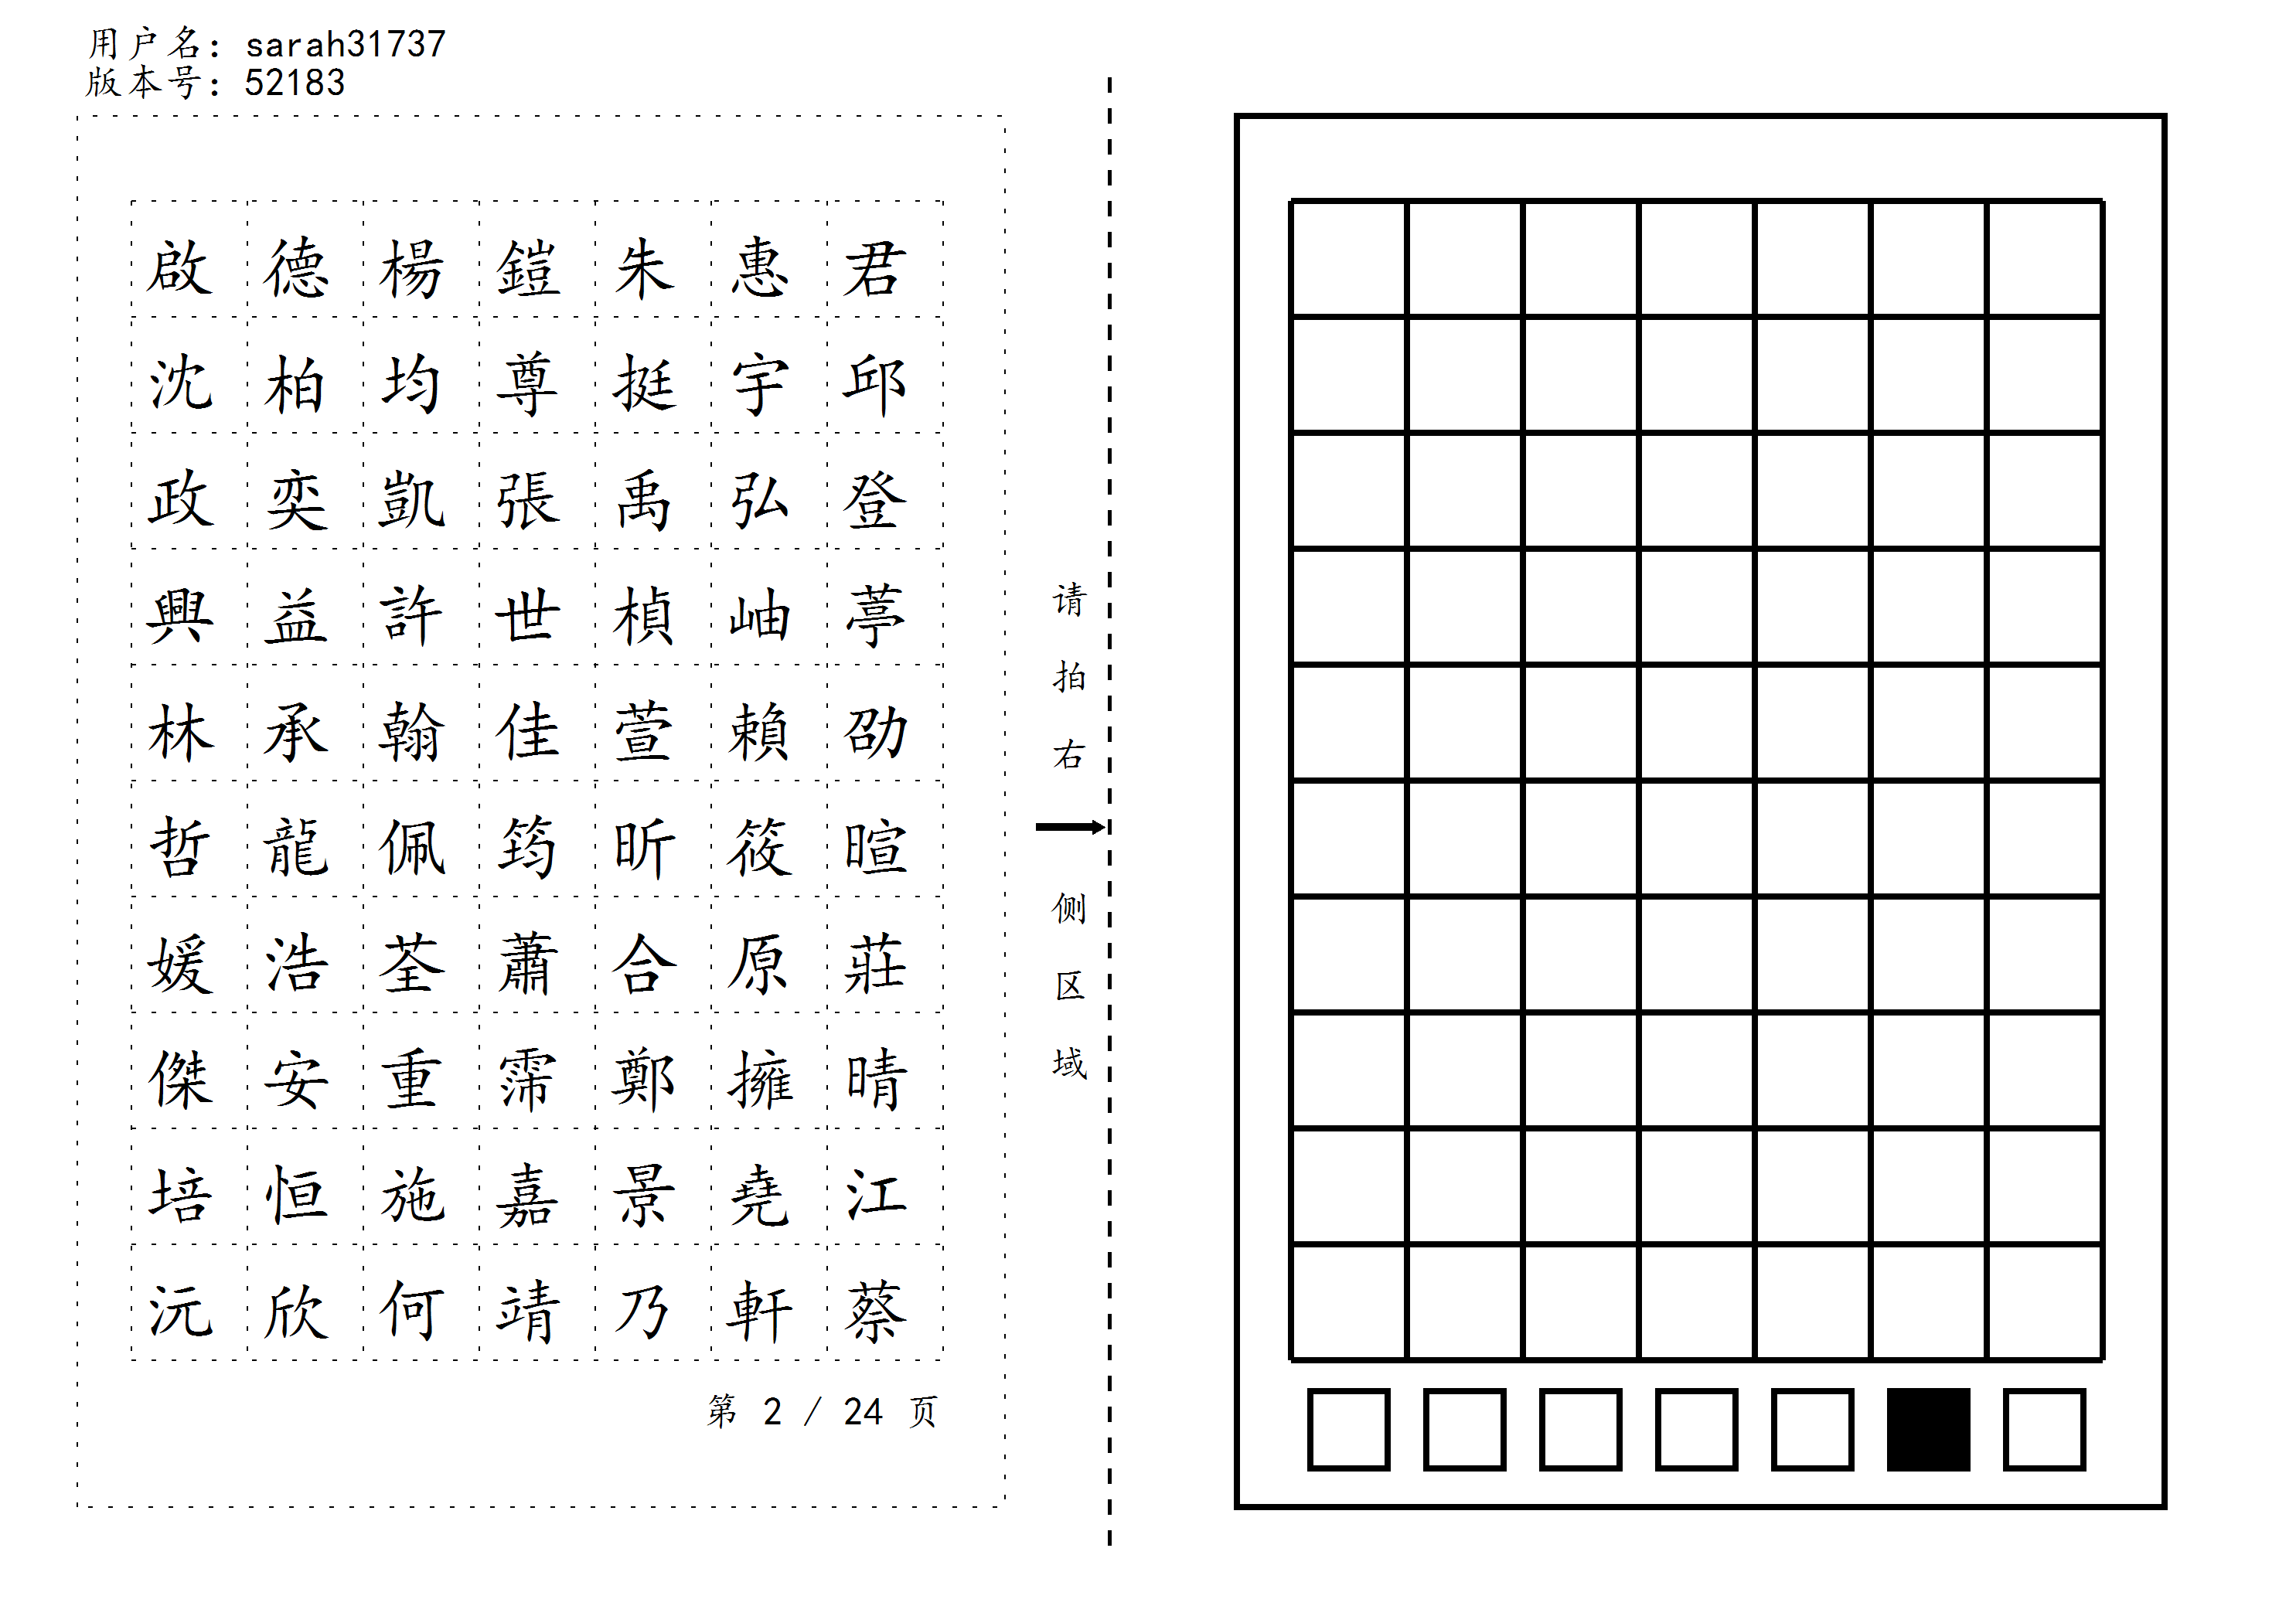 用户名: sarah31737
版本号: 52183
啟德楊鎧朱惠君
沈柏均尊挺宇邱
政奕凱張禹弘登
興益許世楨岫葶
林承翰佳萱賴劭
哲龍佩筠昕筱暄
媛浩荃蕭合原莊
傑安重霈鄭擁晴
培恒施嘉景堯江
沅欣何靖乃軒蔡
第 2 / 24 页
请拍右侧区域